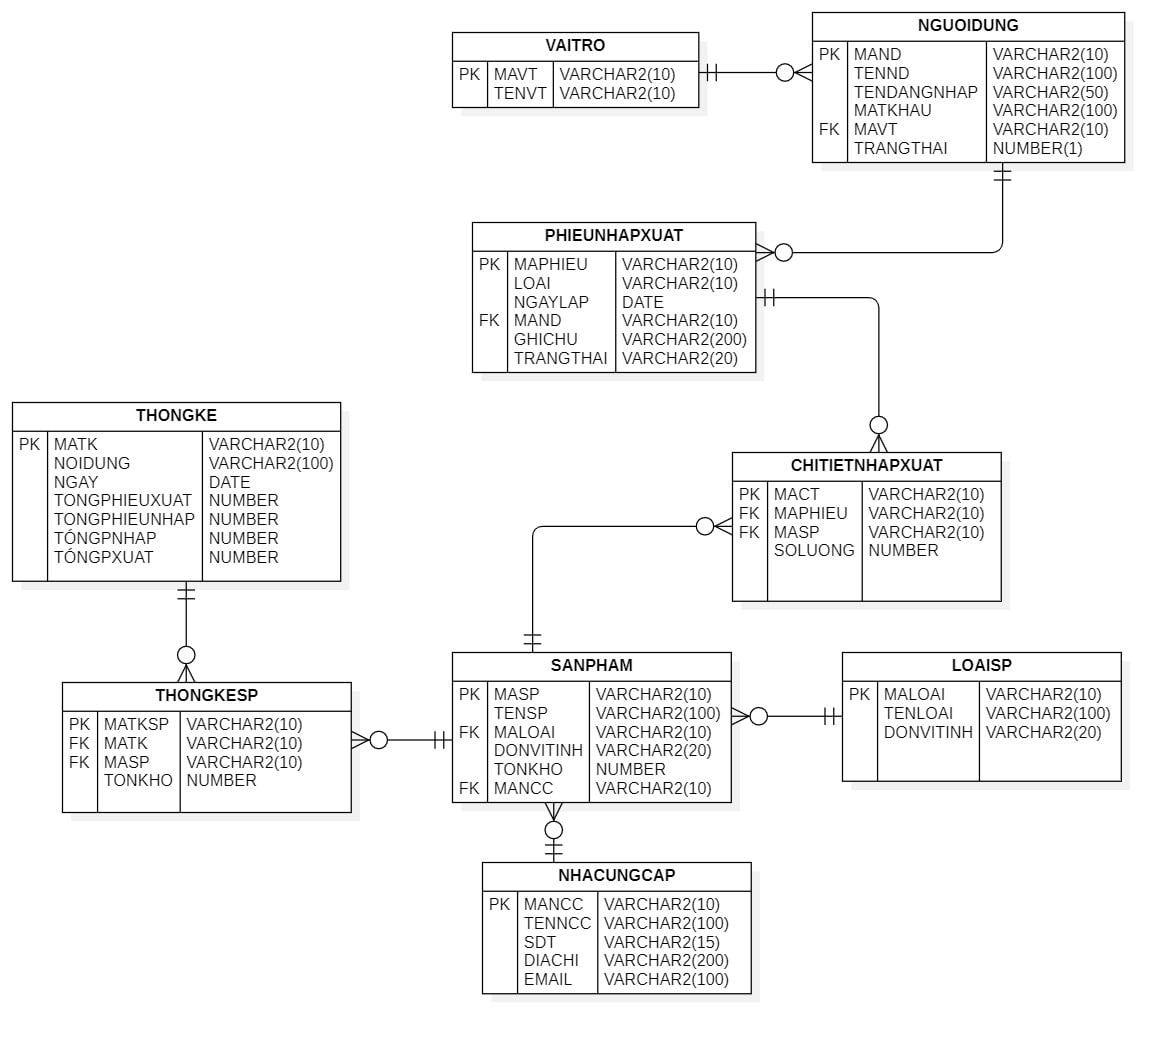 VAITRO
PK MAVT VARCHAR2(10)
TENVT VARCHAR2(10)
NGUOIDUNG
PK MAND VARCHAR2(10)
TENND VARCHAR2(100)
TENDANGNHAP VARCHAR2(50)
MATKHAU VARCHAR2(100)
FK MAVT VARCHAR2(10)
TRANGTHAI NUMBER(1)
PHIEUNHAPXUAT
PK MAPHIEU VARCHAR2(10)
LOAI VARCHAR2(10)
NGAYLAP DATE
FK MAND VARCHAR2(10)
GHICHU VARCHAR2(200)
TRANGTHAI VARCHAR2(20)
THONGKE
PK MATK VARCHAR2(10)
NOIDUNG VARCHAR2(100)
NGAY DATE
TONGPHIEUXUAT NUMBER
TONGPHIEUNHAP NUMBER
TÓNGPNHAP NUMBER
TÓNGPXUAT NUMBER
CHITIETNHAPXUAT
PK MACT VARCHAR2(10)
FK MAPHIEU VARCHAR2(10)
FK MASP VARCHAR2(10)
SOLUONG NUMBER
THONGKESP
PK MATKSP VARCHAR2(10)
FK MATK VARCHAR2(10)
FK MASP VARCHAR2(10)
TONKHO NUMBER
SANPHAM
PK MASP VARCHAR2(10)
TENSP VARCHAR2(100)
FK MALOAI VARCHAR2(10)
DONVITINH VARCHAR2(20)
TONKHO NUMBER
FK MANCC VARCHAR2(10)
LOAISP
PK MALOAI VARCHAR2(10)
TENLOAI VARCHAR2(100)
DONVITINH VARCHAR2(20)
NHACUNGCAP
PK MANCC VARCHAR2(10)
TENNCC VARCHAR2(100)
SDT VARCHAR2(15)
DIACHI VARCHAR2(200)
EMAIL VARCHAR2(100)